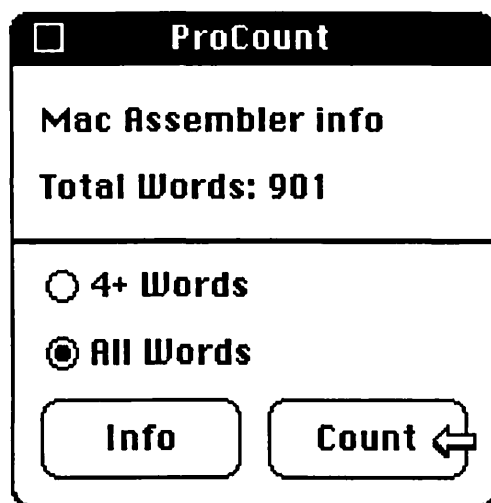 ProCount
Mac Assembler info
Total Words: 901
4+ Words
All Words
Info
Count